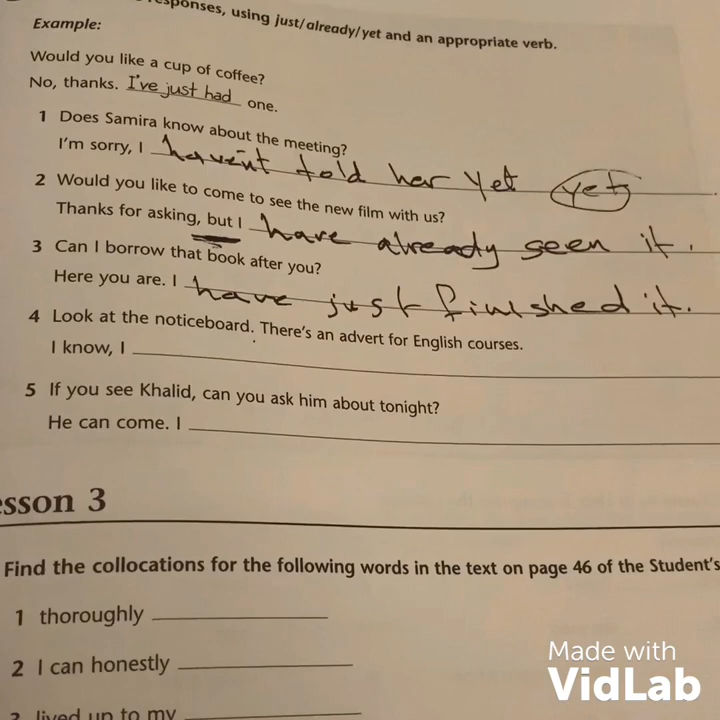 sponses, using just/already/yet and an appropriate verb.
Example:
Would you like a cup of coffee?
No, thanks. I've just had one.
1 Does Samira know about the meeting?
I'm sorry, I haven't told her yet yet
2 Would you like to come to see the new film with us?
Thanks for asking, but I have already seen it.
3 Can I borrow that book after you?
Here you are. I have just finished it.
4 Look at the noticeboard. There's an advert for English courses.
I know, I
5 If you see Khalid, can you ask him about tonight?
He can come. I
esson 3
Find the collocations for the following words in the text on page 46 of the Student's
1 thoroughly
2 I can honestly
3 lived up to my
Made with
VidLab